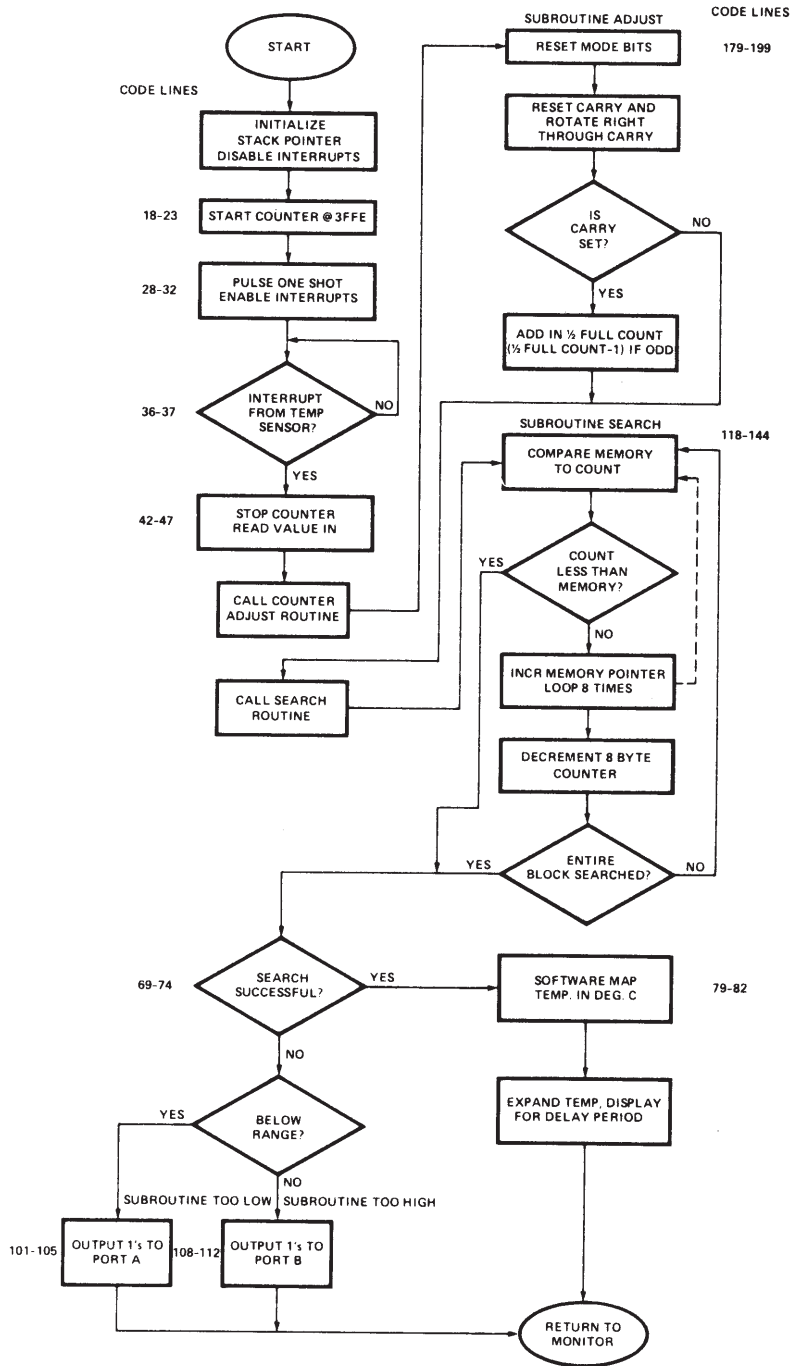 CODE LINES
START
INITIALIZE
STACK POINTER
DISABLE INTERRUPTS
18-23
START COUNTER @ 3FFE
28-32
PULSE ONE SHOT
ENABLE INTERRUPTS
36-37
INTERRUPT
FROM TEMP
SENSOR?
NO
YES
42-47
STOP COUNTER
READ VALUE IN
CALL COUNTER
ADJUST ROUTINE
CALL SEARCH
ROUTINE
CODE LINES
SUBROUTINE ADJUST
RESET MODE BITS
179-199
RESET CARRY AND
ROTATE RIGHT
THROUGH CARRY
IS
CARRY
SET?
NO
YES
ADD IN ½ FULL COUNT
(½ FULL COUNT-1) IF ODD
SUBROUTINE SEARCH
118-144
COMPARE MEMORY
TO COUNT
YES
COUNT
LESS THAN
MEMORY?
NO
INCR MEMORY POINTER
LOOP 8 TIMES
DECREMENT 8 BYTE
COUNTER
YES
ENTIRE
BLOCK SEARCHED?
NO
69-74
SEARCH
SUCCESSFUL?
YES
SOFTWARE MAP
TEMP. IN DEG. C
79-82
NO
EXPAND TEMP, DISPLAY
FOR DELAY PERIOD
YES
BELOW
RANGE?
NO
SUBROUTINE TOO LOW
SUBROUTINE TOO HIGH
101-105
OUTPUT 1's TO
PORT A
108-112
OUTPUT 1's TO
PORT B
RETURN TO
MONITOR